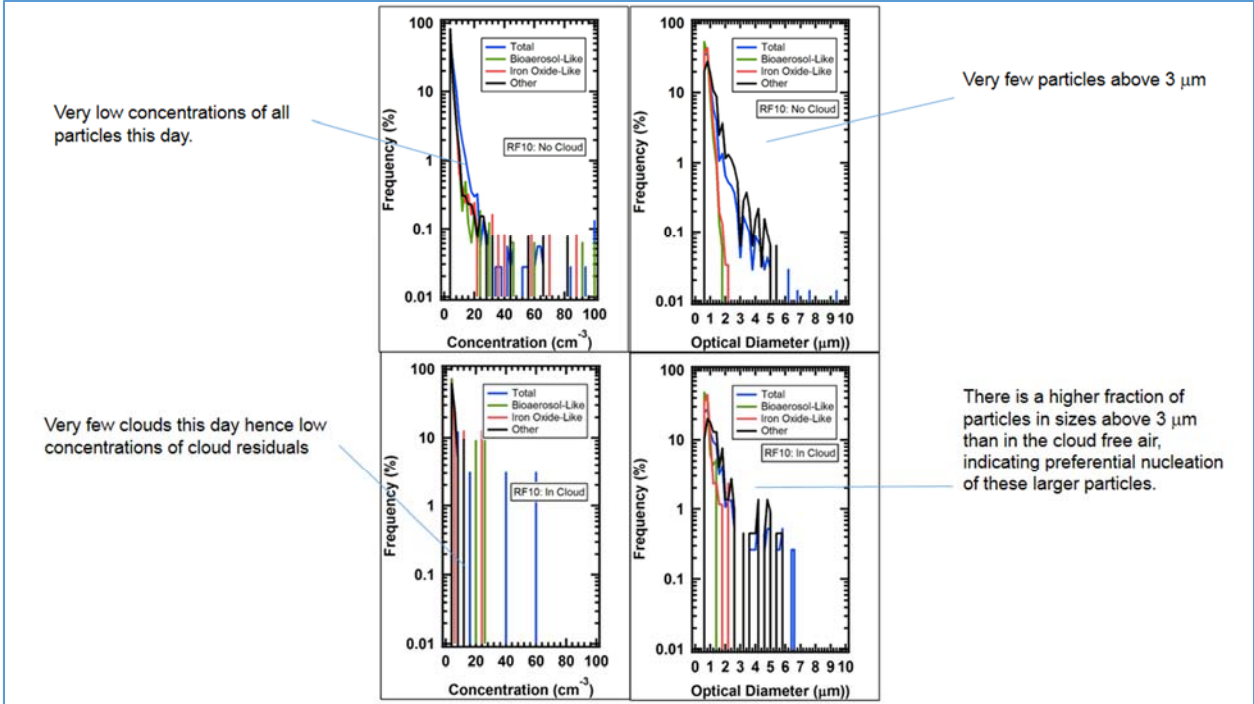 Very low concentrations of all
particles this day.
100
10
1
0.1
0.01
Frequency (%)
Total
Bioaerosol-Like
Iron Oxide-Like
Other
RF10: No Cloud
0 20 40 60 80 100
Concentration (cm-3)
100
10
1
0.1
0.01
Frequency (%)
Total
Bioaerosol-Like
Iron Oxide-Like
Other
RF10: No Cloud
0 1 2 3 4 5 6 7 8 9 10
Optical Diameter (μm))
Very few particles above 3 μm
Very few clouds this day hence low
concentrations of cloud residuals
100
10
1
0.1
0.01
Frequency (%)
Total
Bioaerosol-Like
Iron Oxide-Like
Other
RF10: In Cloud
0 20 40 60 80 100
Concentration (cm-3)
100
10
1
0.1
0.01
Frequency (%)
Total
Bioaerosol-Like
Iron Oxide-Like
Other
RF10: In Cloud
0 1 2 3 4 5 6 7 8 9 10
Optical Diameter (μm))
There is a higher fraction of
particles in sizes above 3 μm
than in the cloud free air,
indicating preferential nucleation
of these larger particles.